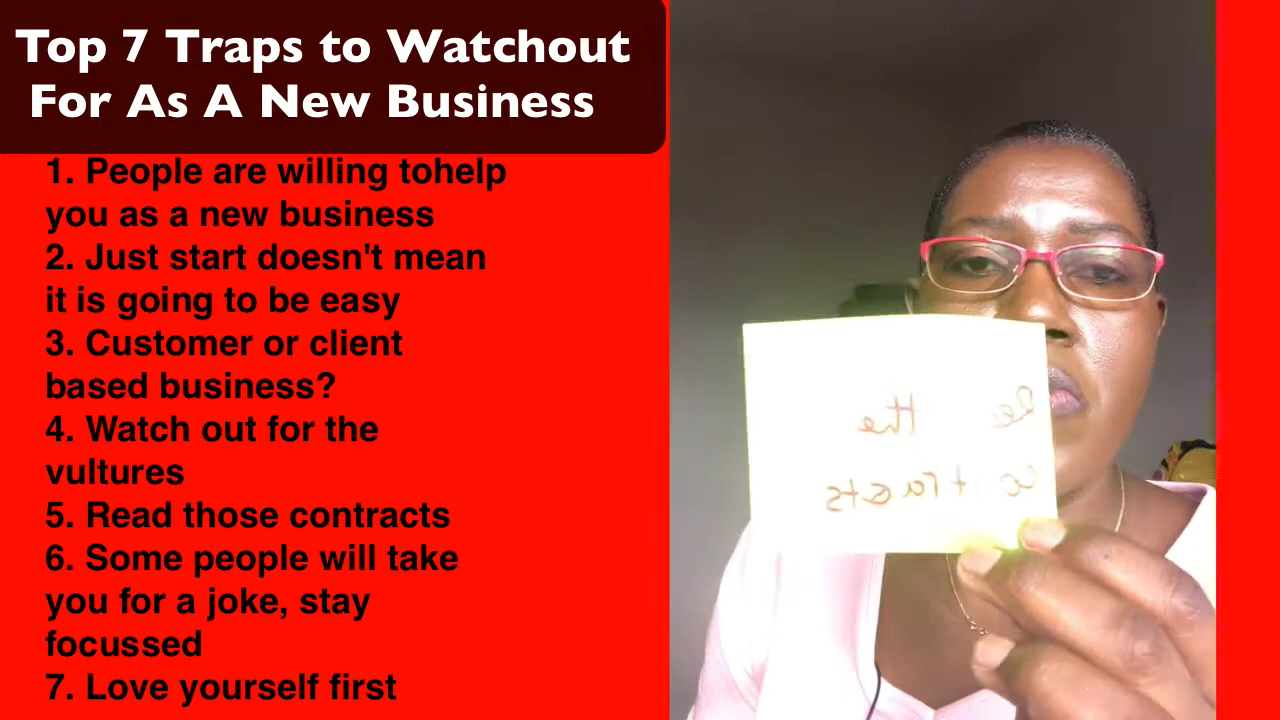 Top 7 Traps to Watchout
For As A New Business
1. People are willing tohelp
you as a new business
2. Just start doesn't mean
it is going to be easy
3. Customer or client
based business?
4. Watch out for the
vultures
5. Read those contracts
6. Some people will take
you for a joke, stay
focussed
7. Love yourself first
the